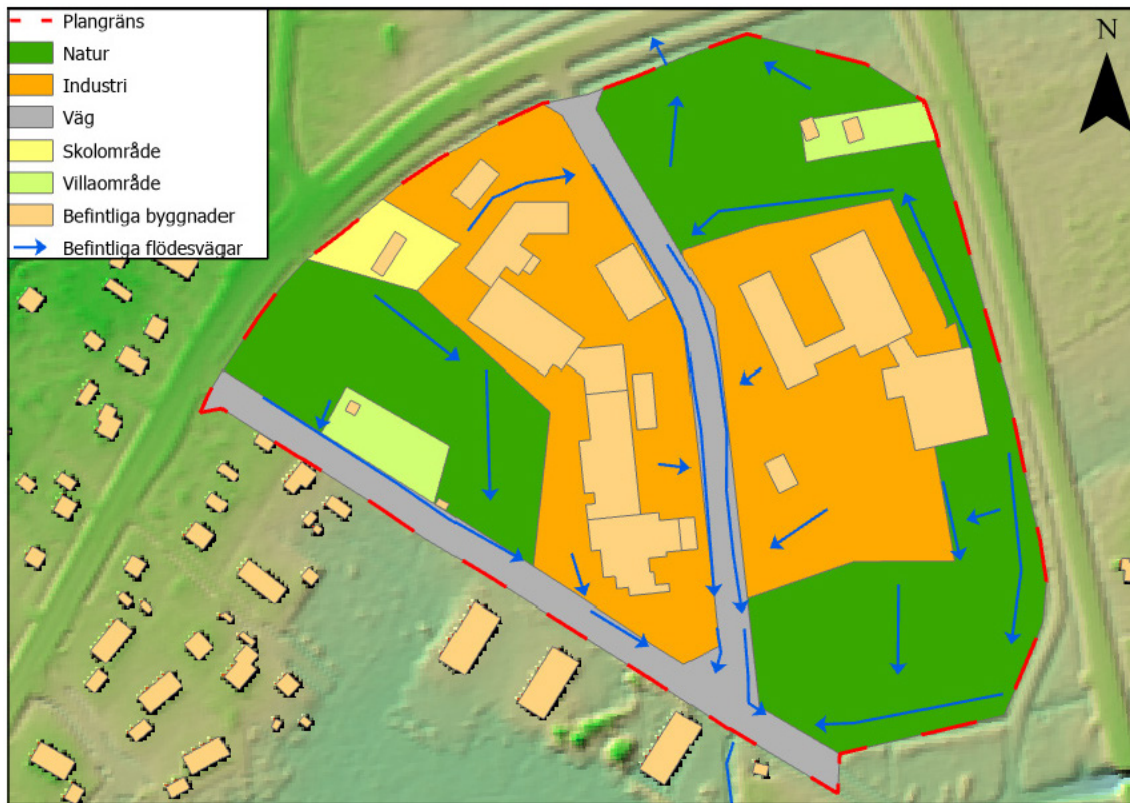 Plangräns
Natur
Industri
Väg
Skolområde
Villaområde
Befintliga byggnader
Befintliga flödesvägar
N